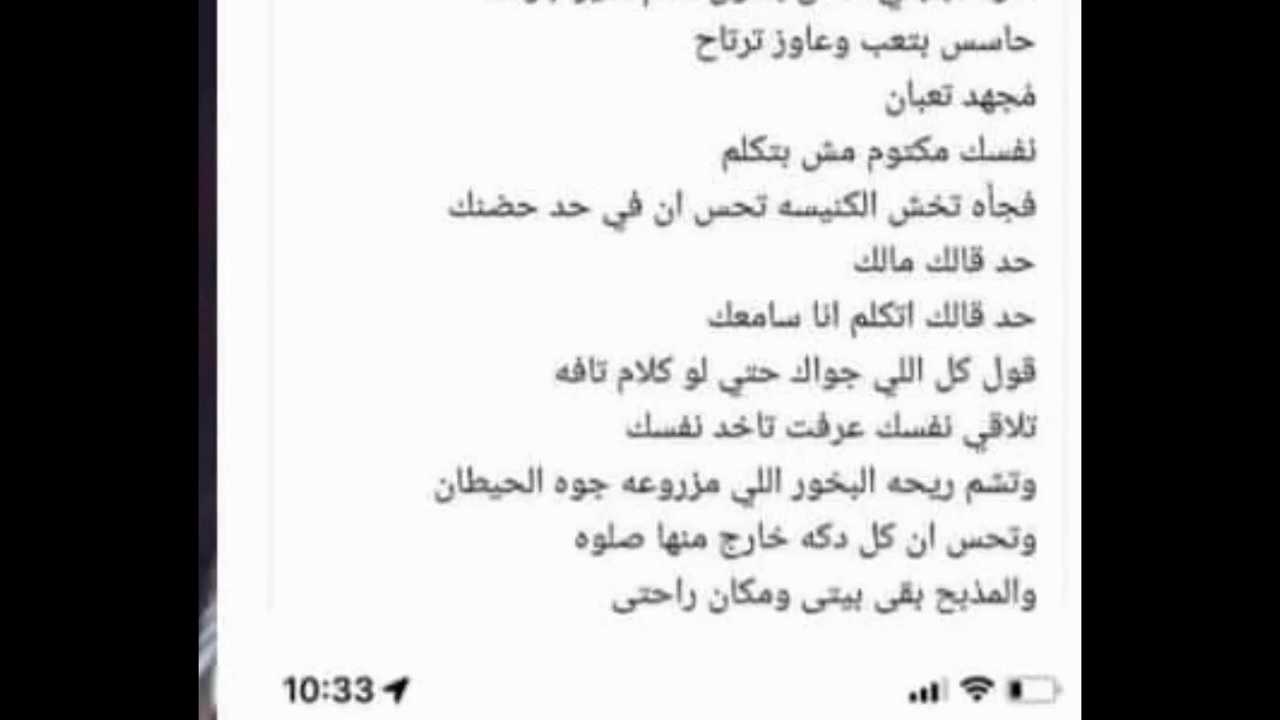 حاسس بتعب وعاوز ترتاح
مُجهد تعبان
نفسك مكتوم مش بتكلم
فجأه تخش الكنيسه تحس ان في حد حضنك
حد قالك مالك
حد قالك اتكلم انا سامعك
قول كل اللي جواك حتي لو كلام تافه
تلاقي نفسك عرفت تاخد نفسك
وتشم ريحه البخور اللي مزروعه جوه الحيطان
وتحس ان كل دكه خارج منها صلوه
والمذبح بقى بيتى ومكان راحتى
10:33